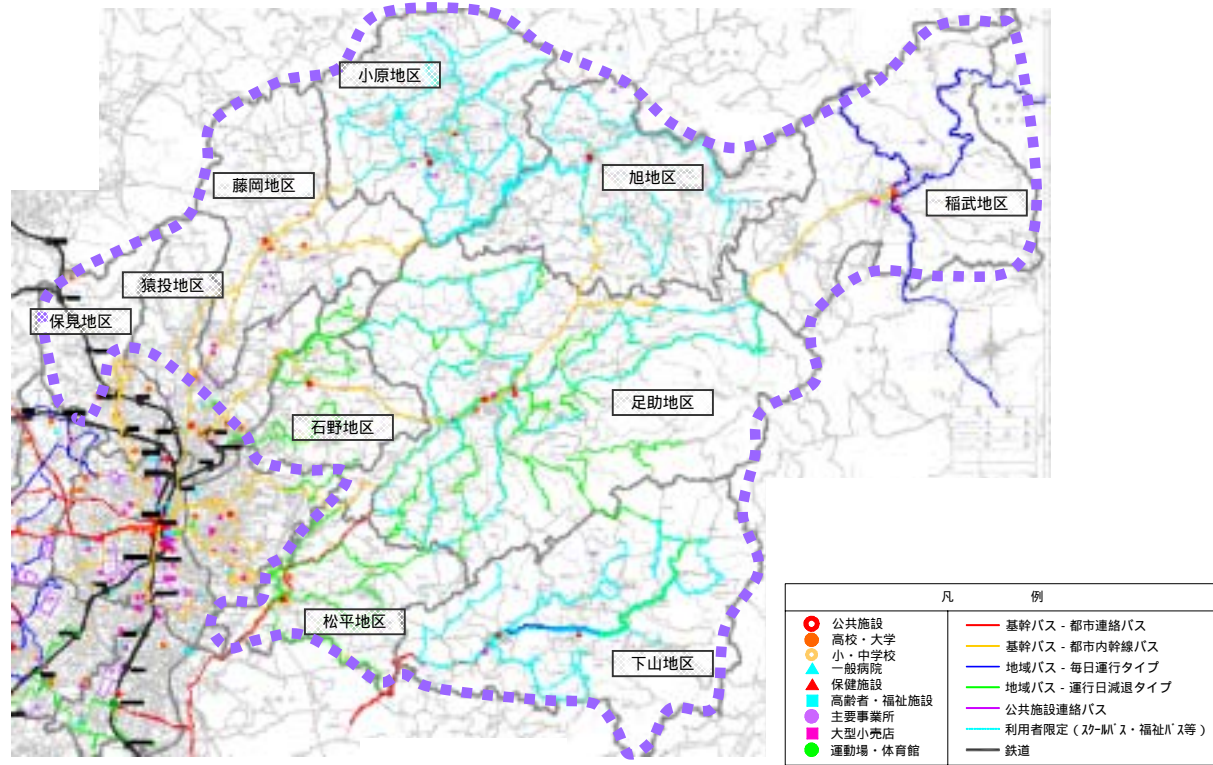 小原地区
旭地区
藤岡地区
稲武地区
猿投地区
保見地区
足助地区
石野地区
松平地区
下山地区
凡 例
公共施設
高校・大学
小・中学校
一般病院
保健施設
高齢者・福祉施設
主要事業所
大型小売店
運動場・体育館
基幹バス - 都市連絡バス
基幹バス - 都市内幹線バス
地域バス - 毎日運行タイプ
地域バス - 運行日減退タイプ
公共施設連絡バス
利用者限定（スクールバス・福祉バス等）
鉄道